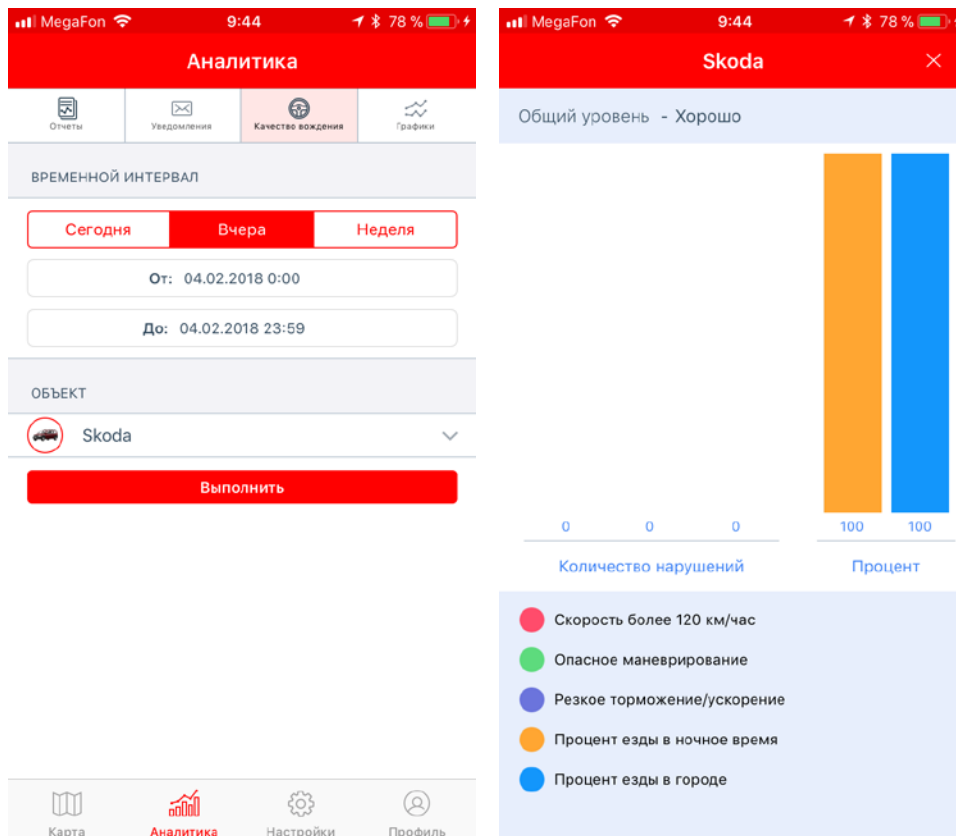 MegaFon 9:44 78 %
Аналитика
Отчеты Уведомления Качество вождения Графики
ВРЕМЕННОЙ ИНТЕРВАЛ
Сегодня Вчера Неделя
От: 04.02.2018 0:00
До: 04.02.2018 23:59
ОБЪЕКТ
Skoda
Выполнить
Карта Аналитика Настройки Профиль
MegaFon 9:44 78 %
Skoda
Общий уровень - Хорошо
0 0 0 100 100
Количество нарушений Процент
Скорость более 120 км/час
Опасное маневрирование
Резкое торможение/ускорение
Процент езды в ночное время
Процент езды в городе